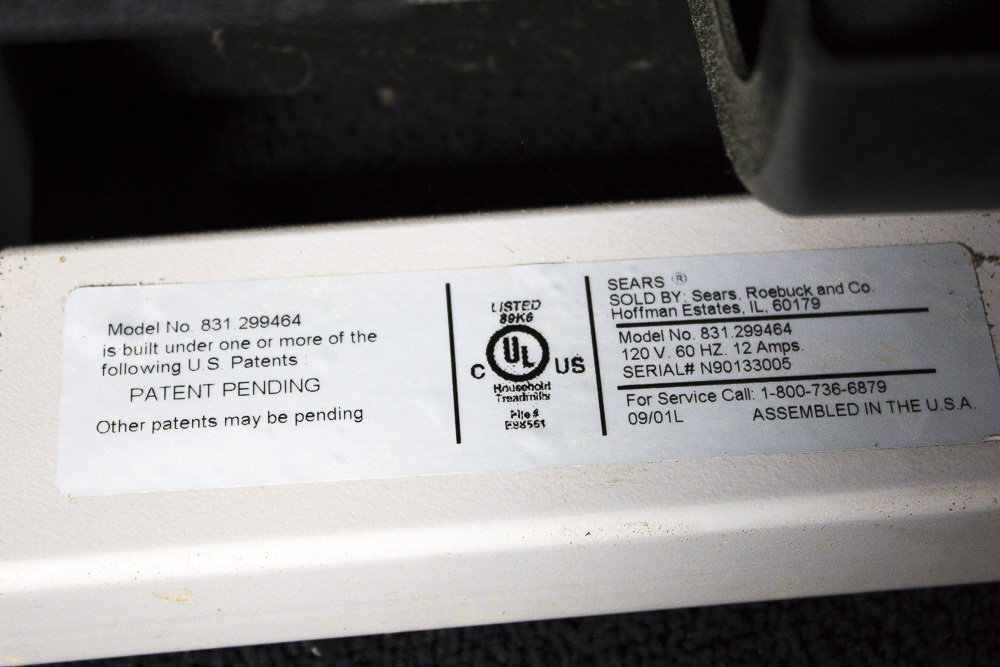 Model No. 831.299464
is built under one or more of the
following U.S. Patents :
PATENT PENDING
Other patents may be pending
LISTED
89K6
C UL US
Household
Treadmills
File #
E98561
SEARS ®
SOLD BY: Sears, Roebuck and Co.
Hoffman Estates, IL, 60179
Model No. 831.299464
120 V. 60 HZ. 12 Amps.
SERIAL# N90133005
For Service Call: 1-800-736-6879
09/01L ASSEMBLED IN THE U.S.A.